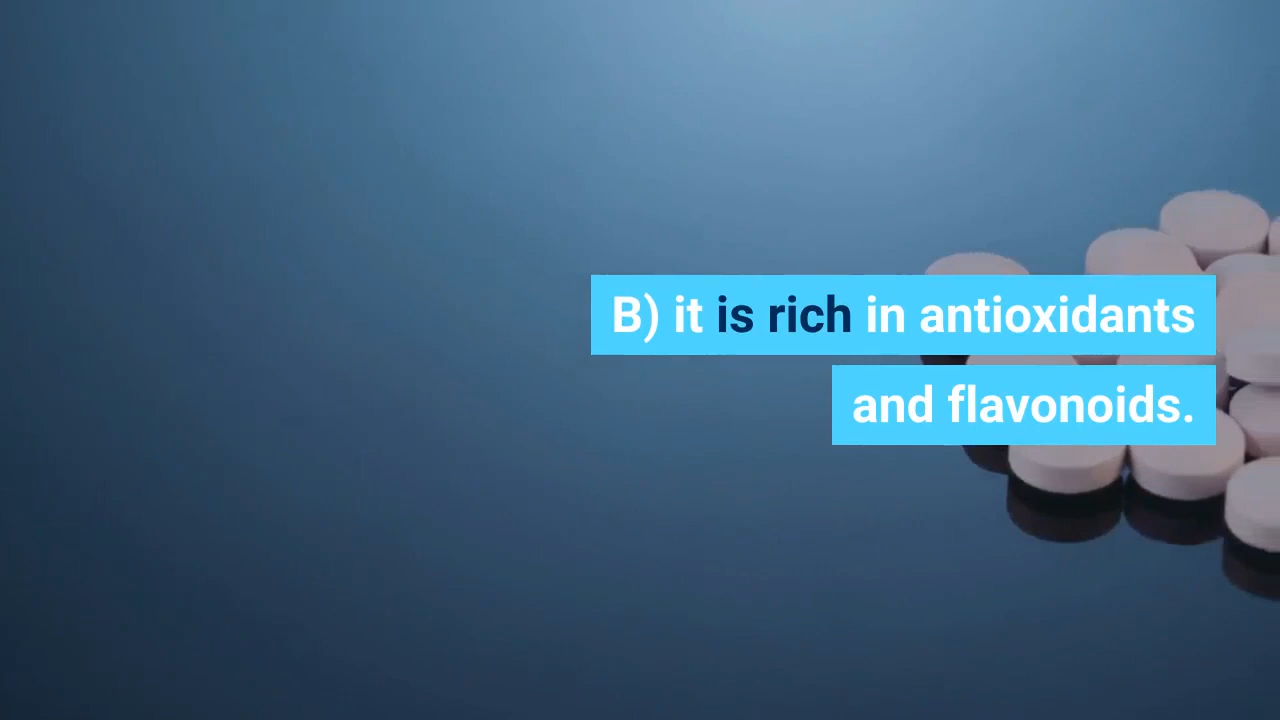 B) it is rich in antioxidants
and flavonoids.